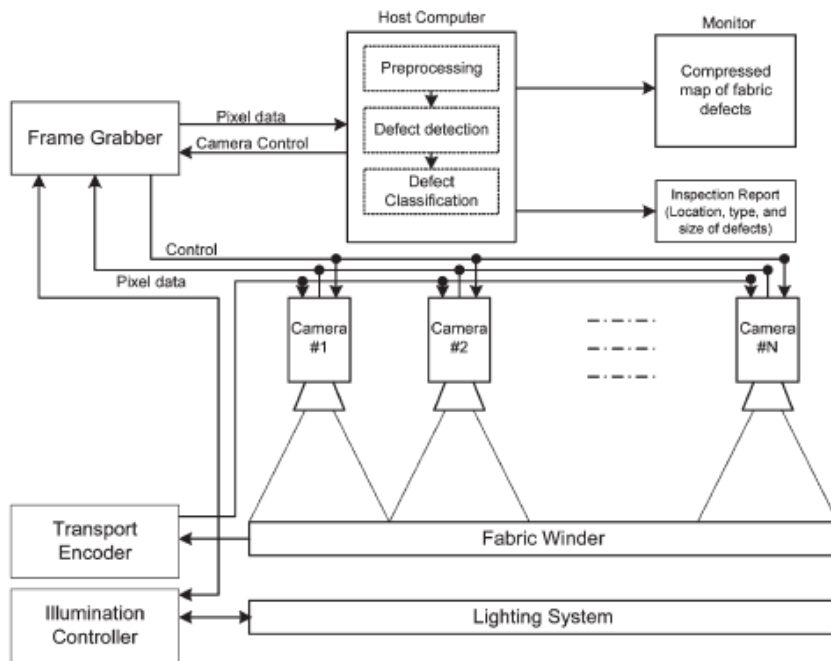 Host Computer
Monitor
Preprocessing
Compressed
map of fabric
defects
Pixel data
Frame Grabber
Defect detection
Camera Control
Defect
Classification
Inspection Report
(Location, type, and
size of defects)
Control
Pixel data
Camera
#1
Camera
#2
Camera
#N
Transport
Encoder
Fabric Winder
Illumination
Controller
Lighting System